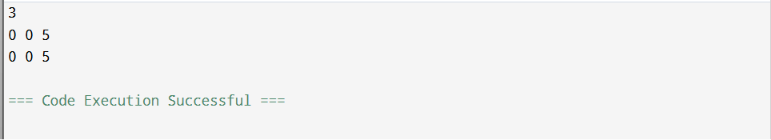 3
0 0 5
0 0 5
=== Code Execution Successful ===